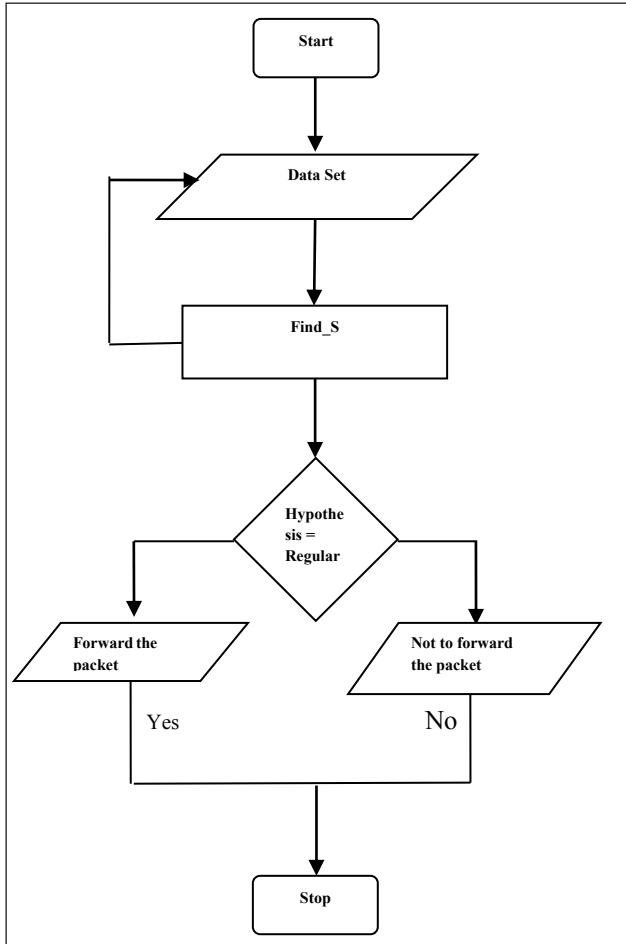 Start
Data Set
Find_S
Hypothe
sis =
Regular
Forward the
packet
Not to forward
the packet
Yes
No
Stop